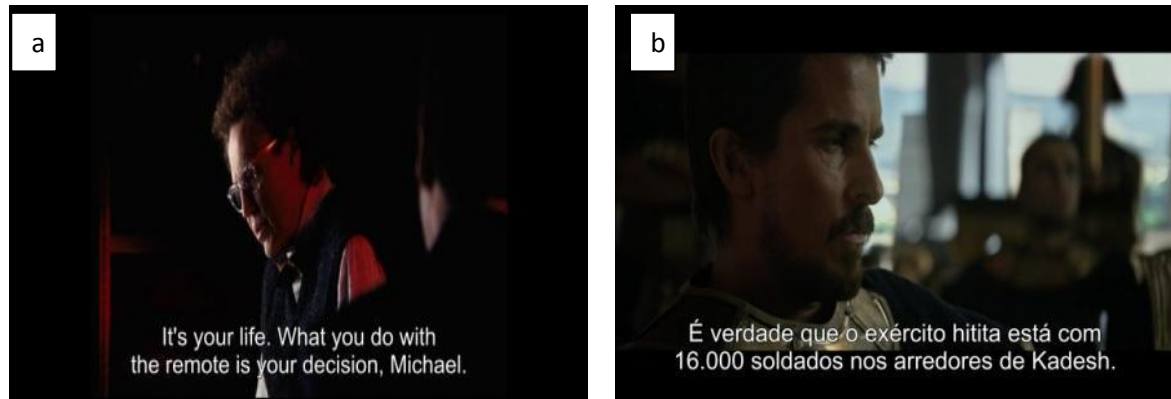 a
It's your life. What you do with
the remote is your decision, Michael.
b
É verdade que o exército hitita está com
16.000 soldados nos arredores de Kadesh.